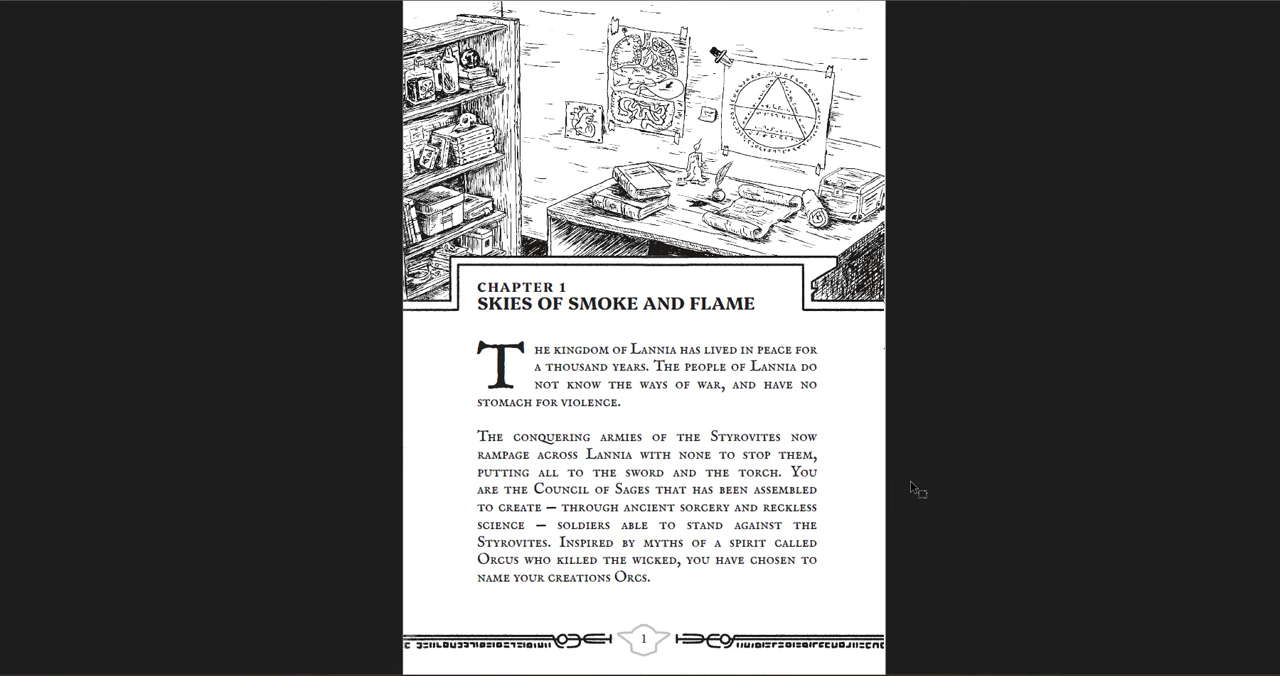 CHAPTER 1
SKIES OF SMOKE AND FLAME
The kingdom of Lannia has lived in peace for
a thousand years. The people of Lannia do
not know the ways of war, and have no
stomach for violence.
The conquering armies of the Styrovites now
rampage across Lannia with none to stop them,
putting all to the sword and the torch. You
are the Council of Sages that has been assembled
to create — through ancient sorcery and reckless
science — soldiers able to stand against the
Styrovites. Inspired by myths of a spirit called
Orcus who killed the wicked, you have chosen to
name your creations Orcs.
1